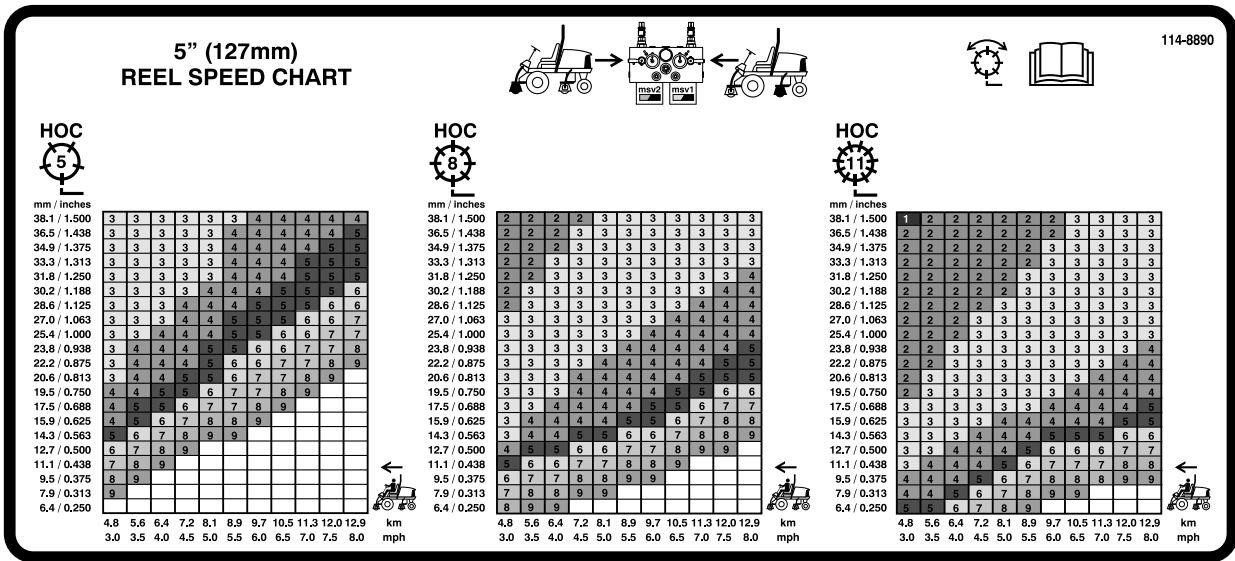 114-8890
5” (127mm)
REEL SPEED CHART
msv2 msv1
HOC
5
mm / inches
38.1 / 1.500 3 3 3 3 3 3 4 4 4 4 4
36.5 / 1.438 3 3 3 3 3 4 4 4 4 4 5
34.9 / 1.375 3 3 3 3 3 4 4 4 4 5 5
33.3 / 1.313 3 3 3 3 3 4 4 4 5 5 5
31.8 / 1.250 3 3 3 3 3 4 4 4 5 5 5
30.2 / 1.188 3 3 3 3 4 4 4 5 5 5 6
28.6 / 1.125 3 3 3 4 4 4 5 5 5 6 6
27.0 / 1.063 3 3 3 4 4 5 5 5 6 6 7
25.4 / 1.000 3 3 4 4 4 5 5 6 6 7 7
23.8 / 0.938 3 4 4 4 5 5 6 6 7 7 8
22.2 / 0.875 3 4 4 4 5 6 6 7 7 8 9
20.6 / 0.813 3 4 4 5 5 6 7 7 8 9
19.5 / 0.750 4 4 5 5 6 7 7 8 9
17.5 / 0.688 4 5 5 6 7 7 8 9
15.9 / 0.625 4 5 6 7 7 8 9
14.3 / 0.563 5 6 7 8 9 9
12.7 / 0.500 6 7 8 9
11.1 / 0.438 7 8 9
9.5 / 0.375 8 9
7.9 / 0.313 9
6.4 / 0.250
4.8 5.6 6.4 7.2 8.1 8.9 9.7 10.5 11.3 12.0 12.9 km
3.0 3.5 4.0 4.5 5.0 5.5 6.0 6.5 7.0 7.5 8.0 mph
HOC
8
mm / inches
38.1 / 1.500 2 2 2 2 3 3 3 3 3 3 3
36.5 / 1.438 2 2 2 3 3 3 3 3 3 3 3
34.9 / 1.375 2 2 2 3 3 3 3 3 3 3 3
33.3 / 1.313 2 2 3 3 3 3 3 3 3 3 3
31.8 / 1.250 2 2 3 3 3 3 3 3 3 3 4
30.2 / 1.188 2 3 3 3 3 3 3 3 3 3 4
28.6 / 1.125 2 3 3 3 3 3 3 3 4 4 4
27.0 / 1.063 3 3 3 3 3 3 3 4 4 4 4
25.4 / 1.000 3 3 3 3 3 3 4 4 4 4 4
23.8 / 0.938 3 3 3 3 3 4 4 4 4 4 5
22.2 / 0.875 3 3 3 3 4 4 4 4 4 5 5
20.6 / 0.813 3 3 3 4 4 4 4 4 5 5 5
19.5 / 0.750 3 3 3 4 4 4 4 5 5 6 6
17.5 / 0.688 3 3 4 4 4 4 5 5 6 7 7
15.9 / 0.625 3 4 4 4 4 5 5 6 7 7 8
14.3 / 0.563 3 4 4 5 5 6 6 7 8 8 9
12.7 / 0.500 4 5 5 6 6 7 7 8 9
11.1 / 0.438 5 6 6 7 7 8 8 9
9.5 / 0.375 6 7 7 8 8 9 9
7.9 / 0.313 7 8 8 9 9
6.4 / 0.250 8 9 9
4.8 5.6 6.4 7.2 8.1 8.9 9.7 10.5 11.3 12.0 12.9 km
3.0 3.5 4.0 4.5 5.0 5.5 6.0 6.5 7.0 7.5 8.0 mph
HOC
11
mm / inches
38.1 / 1.500 1 2 2 2 2 2 2 3 3 3 3
36.5 / 1.438 2 2 2 2 2 2 2 3 3 3 3
34.9 / 1.375 2 2 2 2 2 2 3 3 3 3 3
33.3 / 1.313 2 2 2 2 2 2 3 3 3 3 3
31.8 / 1.250 2 2 2 2 2 3 3 3 3 3 3
30.2 / 1.188 2 2 2 2 2 3 3 3 3 3 3
28.6 / 1.125 2 2 2 2 3 3 3 3 3 3 3
27.0 / 1.063 2 2 2 3 3 3 3 3 3 3 3
25.4 / 1.000 2 2 2 3 3 3 3 3 3 3 3
23.8 / 0.938 2 2 3 3 3 3 3 3 3 3 4
22.2 / 0.875 2 2 3 3 3 3 3 3 3 3 4
20.6 / 0.813 2 3 3 3 3 3 3 3 4 4 4
19.5 / 0.750 2 3 3 3 3 3 3 4 4 4 4
17.5 / 0.688 3 3 3 3 3 3 4 4 4 4 5
15.9 / 0.625 3 3 3 3 3 4 4 4 4 5 5
14.3 / 0.563 3 3 3 4 4 4 5 5 5 6 6
12.7 / 0.500 3 3 4 4 4 5 6 6 6 7 7
11.1 / 0.438 3 4 4 4 5 6 6 7 7 8 8
9.5 / 0.375 4 4 4 5 6 7 7 8 8 9 9
7.9 / 0.313 4 4 5 6 7 8 9 9
6.4 / 0.250 5 5 6 7 8 9
4.8 5.6 6.4 7.2 8.1 8.9 9.7 10.5 11.3 12.0 12.9 km
3.0 3.5 4.0 4.5 5.0 5.5 6.0 6.5 7.0 7.5 8.0 mph